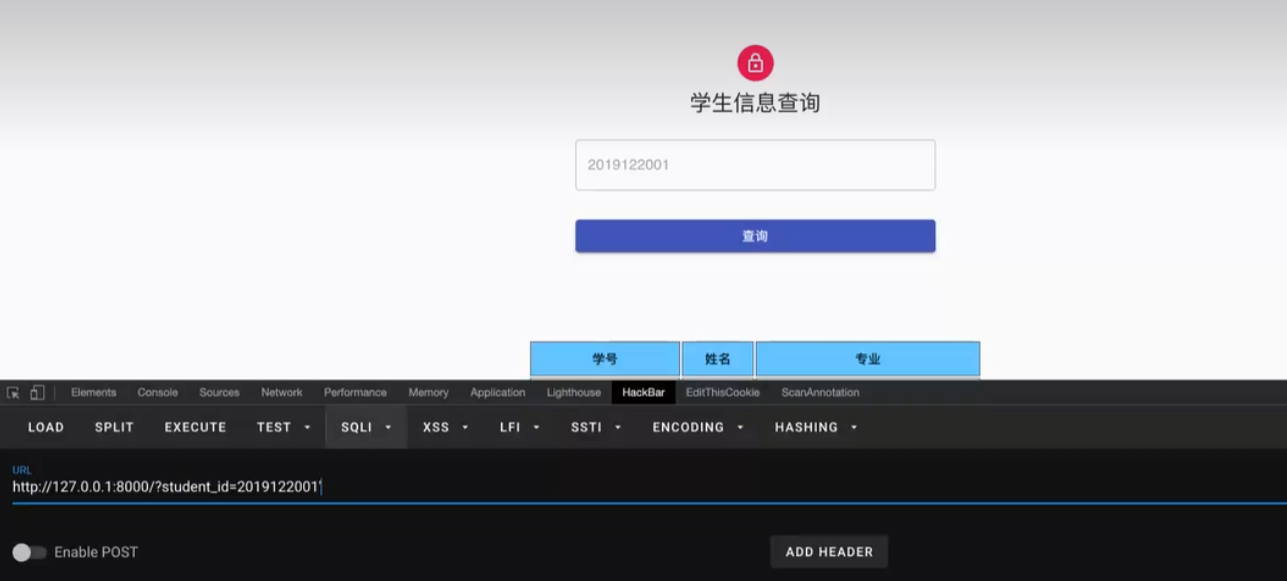 学生信息查询
2019122001
查询
学号 姓名 专业
Elements Console Sources Network Performance Memory Application Lighthouse HackBar EditThisCookie ScanAnnotation
LOAD SPLIT EXECUTE TEST SQLI XSS LFI SSTI ENCODING HASHING
URL
http://127.0.0.1:8000/?student_id=2019122001'
Enable POST ADD HEADER